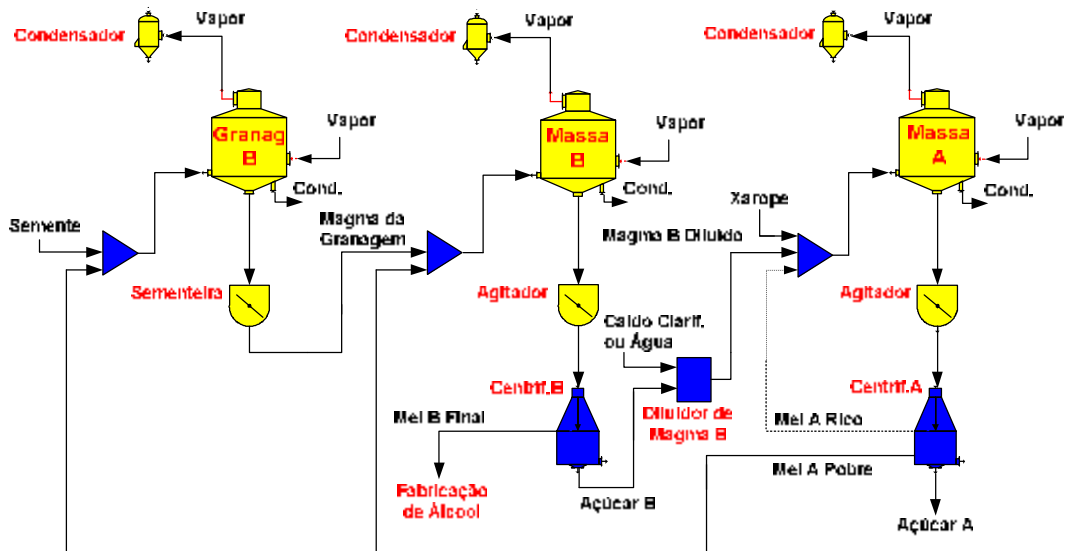 Vapor
Condensador
Granag
B
Vapor
Cond.
Semente
Sementeira
Vapor
Condensador
Massa
B
Vapor
Cond.
Magma da
Granagem
Agitador
Centrif.B
Mel B Final
Fabricação
de Álcool
Açúcar B
Caldo Clarif.
ou Água
Diluidor de
Magma B
Vapor
Condensador
Massa
A
Vapor
Cond.
Xarope
Magma B Diluído
Agitador
Centrif.A
Mel A Rico
Mel A Pobre
Açúcar A